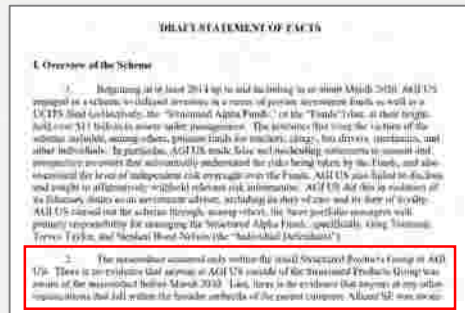 DRAFT STATEMENT OF FACTS
I. Overview of the Scheme
1. Beginning in at least 2014 up to and including in or about March 2020, AGI US
engaged in a scheme to defraud investors in a series of private investment funds as well as a
(collectively, the "Structured Alpha Funds" or the "Funds") that, at their height,
held over $11 billion in assets under management. The investors that were the victims of the
scheme included, among others, pension funds for teachers, clergy, bus drivers, mechanics, and
other individuals. In particular, AGI US made false and misleading statements to current and
prospective investors that substantially understated the risks being taken by the Funds, and also
overstated the level of independent risk oversight over the Funds. AGI US also failed to disclose
and sought to affirmatively withhold relevant risk information. AGI US did this in violation of
its fiduciary duties as an investment adviser, including its duty of care and its duty of loyalty.
AGI US carried out the scheme through, among others, the three portfolio managers with
primary responsibility for managing the Structured Alpha Funds, specifically, Greg Tournant,
Trevor Taylor, and Stephen Bond-Nelson (the "Individual Defendants").
2. The misconduct occurred only within the small Structured Products Group at AGI
US. There is no evidence that anyone at AGI US outside of the Structured Products Group was
aware of the misconduct before March 2020. Last, there is no evidence that anyone at any other
organizations that fall within the broader umbrella of the parent company, Allianz SE was aware